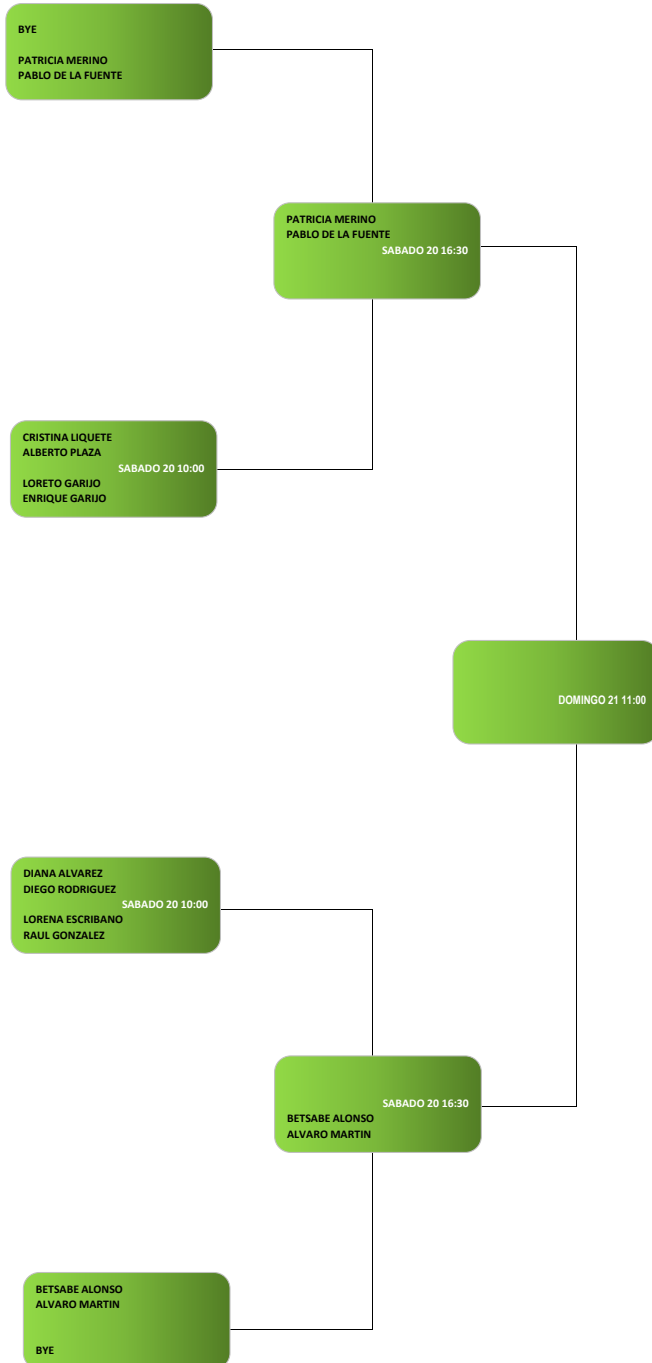 BYE
PATRICIA MERINO
PABLO DE LA FUENTE
PATRICIA MERINO
PABLO DE LA FUENTE
SABADO 20 16:30
CRISTINA LIQUETE
ALBERTO PLAZA
SABADO 20 10:00
LORETO GARIJO
ENRIQUE GARIJO
DOMINGO 21 11:00
DIANA ALVAREZ
DIEGO RODRIGUEZ
SABADO 20 10:00
LORENA ESCRIBANO
RAUL GONZALEZ
SABADO 20 16:30
BETSABE ALONSO
ALVARO MARTIN
BETSABE ALONSO
ALVARO MARTIN
BYE